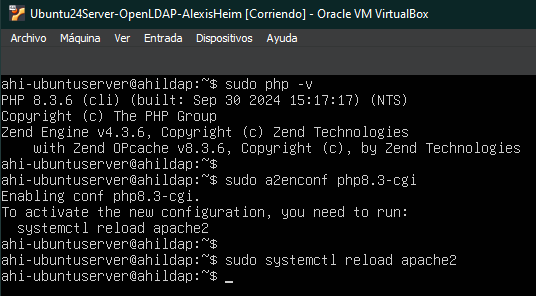 Ubuntu24Server-OpenLDAP-AlexisHeim [Corriendo] - Oracle VM VirtualBox
Archivo Máquina Ver Entrada Dispositivos Ayuda
ahi-ubuntuserver@ahildap:~$ sudo php -v
PHP 8.3.6 (cli) (built: Sep 30 2024 15:17:17) (NTS)
Copyright (c) The PHP Group
Zend Engine v4.3.6, Copyright (c) Zend Technologies
    with Zend OPcache v8.3.6, Copyright (c), by Zend Technologies
ahi-ubuntuserver@ahildap:~$
ahi-ubuntuserver@ahildap:~$ sudo a2enconf php8.3-cgi
Enabling conf php8.3-cgi.
To activate the new configuration, you need to run:
  systemctl reload apache2
ahi-ubuntuserver@ahildap:~$
ahi-ubuntuserver@ahildap:~$ sudo systemctl reload apache2
ahi-ubuntuserver@ahildap:~$ _